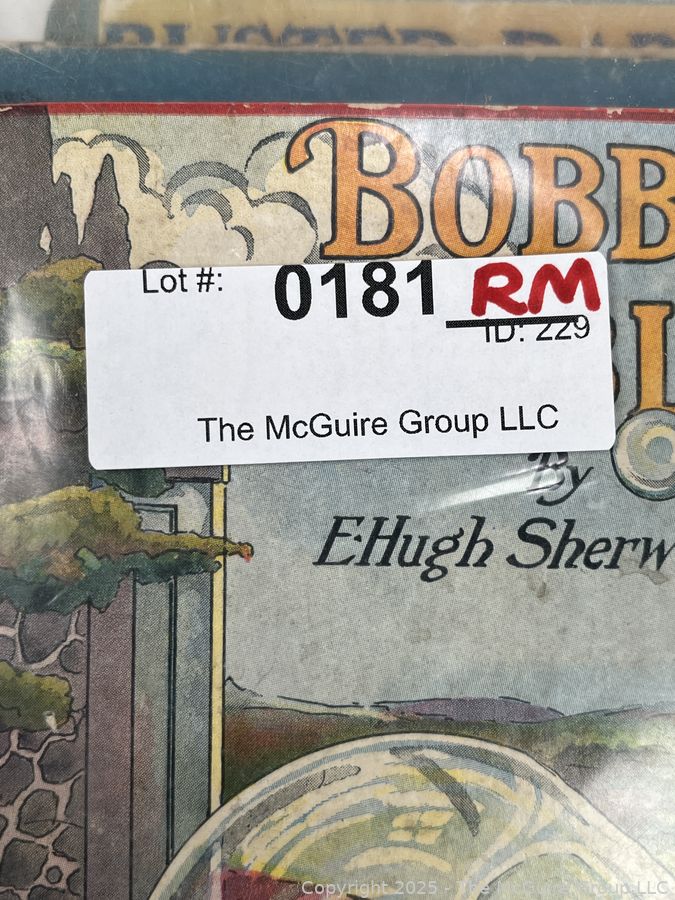 BOBB
Lot #: 0181 RM
ID: 229
The McGuire Group LLC
By
E·Hugh Sherw
Copyright 2025 - The McGuire Group LLC